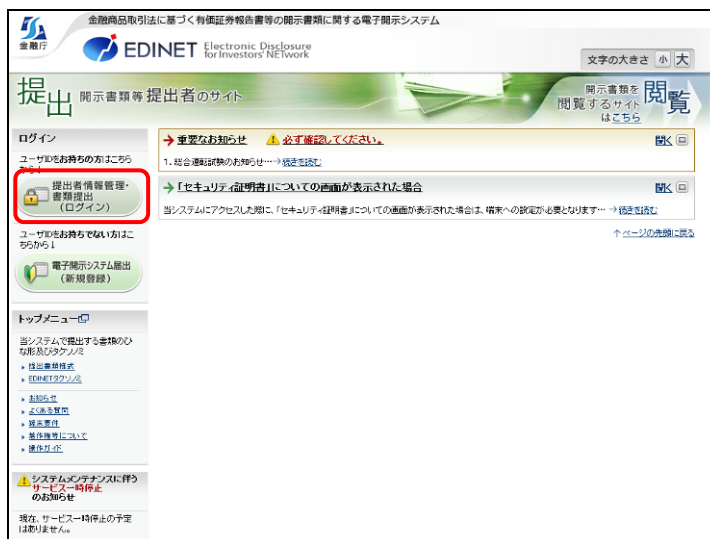 金融商品取引法に基づく有価証券報告書等の開示書類に関する電子開示システム
金融庁
EDINET Electronic Disclosure for Investors' NETwork
文字の大きさ 小 大
提出 開示書類等提出者のサイト
開示書類を閲覧するサイトはこちら 閲覧
ログイン
ユーザIDをお持ちの方はこちら
から↓
提出者情報管理・
書類提出
(ログイン)
ユーザIDをお持ちでない方はこ
ちらから↓
電子開示システム届出
(新規登録)
トップメニュー
当システムで提出する書類のひ
な形及びタクソノミ
提出書類様式
EDINETタクソノミ
お知らせ
よくある質問
端末要件
著作権等について
操作ガイド
システムメンテナンスに伴う
サービス一時停止
のお知らせ
現在、サービス一時停止の予定
はありません。
重要なお知らせ 必ず確認してください。 開く
1. 総合運転試験のお知らせ…→続きを読む
「セキュリティ証明書」についての画面が表示された場合 開く
当システムにアクセスした際に、「セキュリティ証明書」についての画面が表示された場合は、端末への設定が必要となります… →続きを読む
↑ページの先頭に戻る